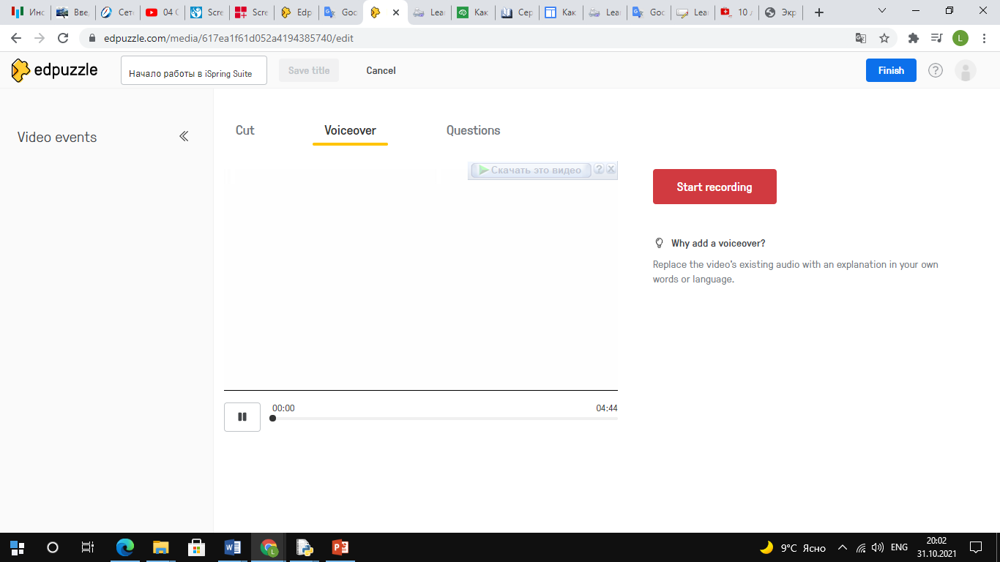 Инс
Вве
Сет
04 С
Scre
Scre
Edp
Goc
Lear
Как
Сер
Как
Lear
Goc
Lear
10 л
Экр
edpuzzle.com/media/617ea1f61d052a4194385740/edit
L
edpuzzle
Начало работы в iSpring Suite
Save title
Cancel
Finish
?
Video events
Cut
Voiceover
Questions
Скачать это видео
?
Start recording
Why add a voiceover?
Replace the video's existing audio with an explanation in your own
words or language.
00:00
04:44
9°C Ясно
ENG
20:02
31.10.2021